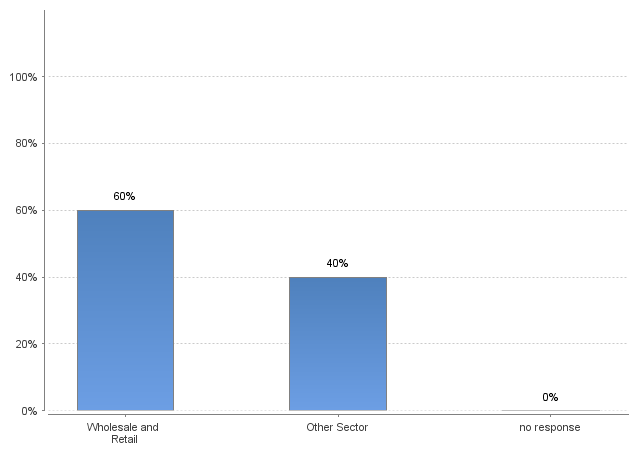 100%
80%
60%
40%
20%
0%
60%
40%
0%
Wholesale and
Retail
Other Sector
no response